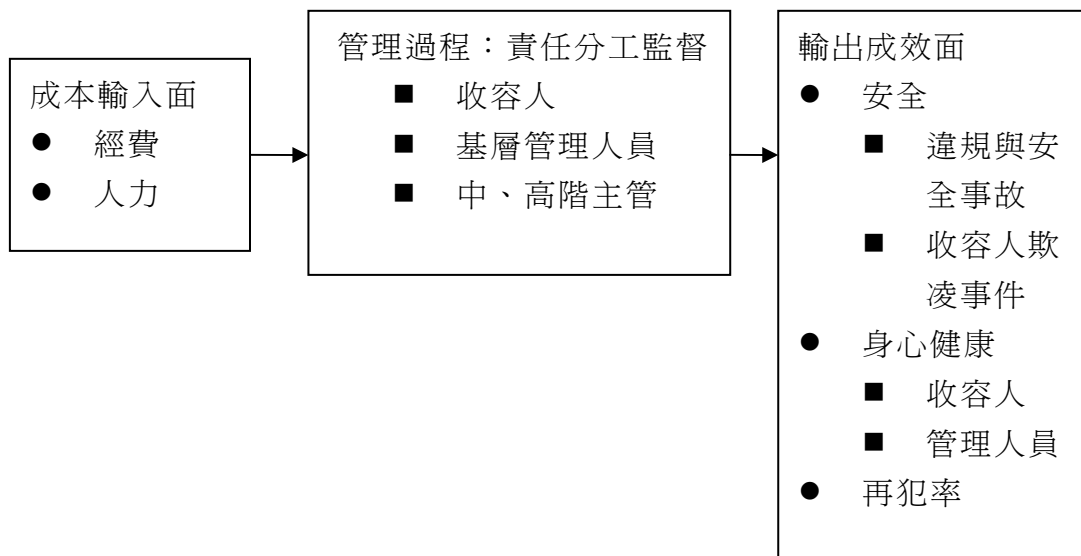 成本輸入面
● 經費
● 人力
管理過程：責任分工監督
■ 收容人
■ 基層管理人員
■ 中、高階主管
輸出成效面
● 安全
■ 違規與安
全事故
■ 收容人欺
凌事件
● 身心健康
■ 收容人
■ 管理人員
● 再犯率